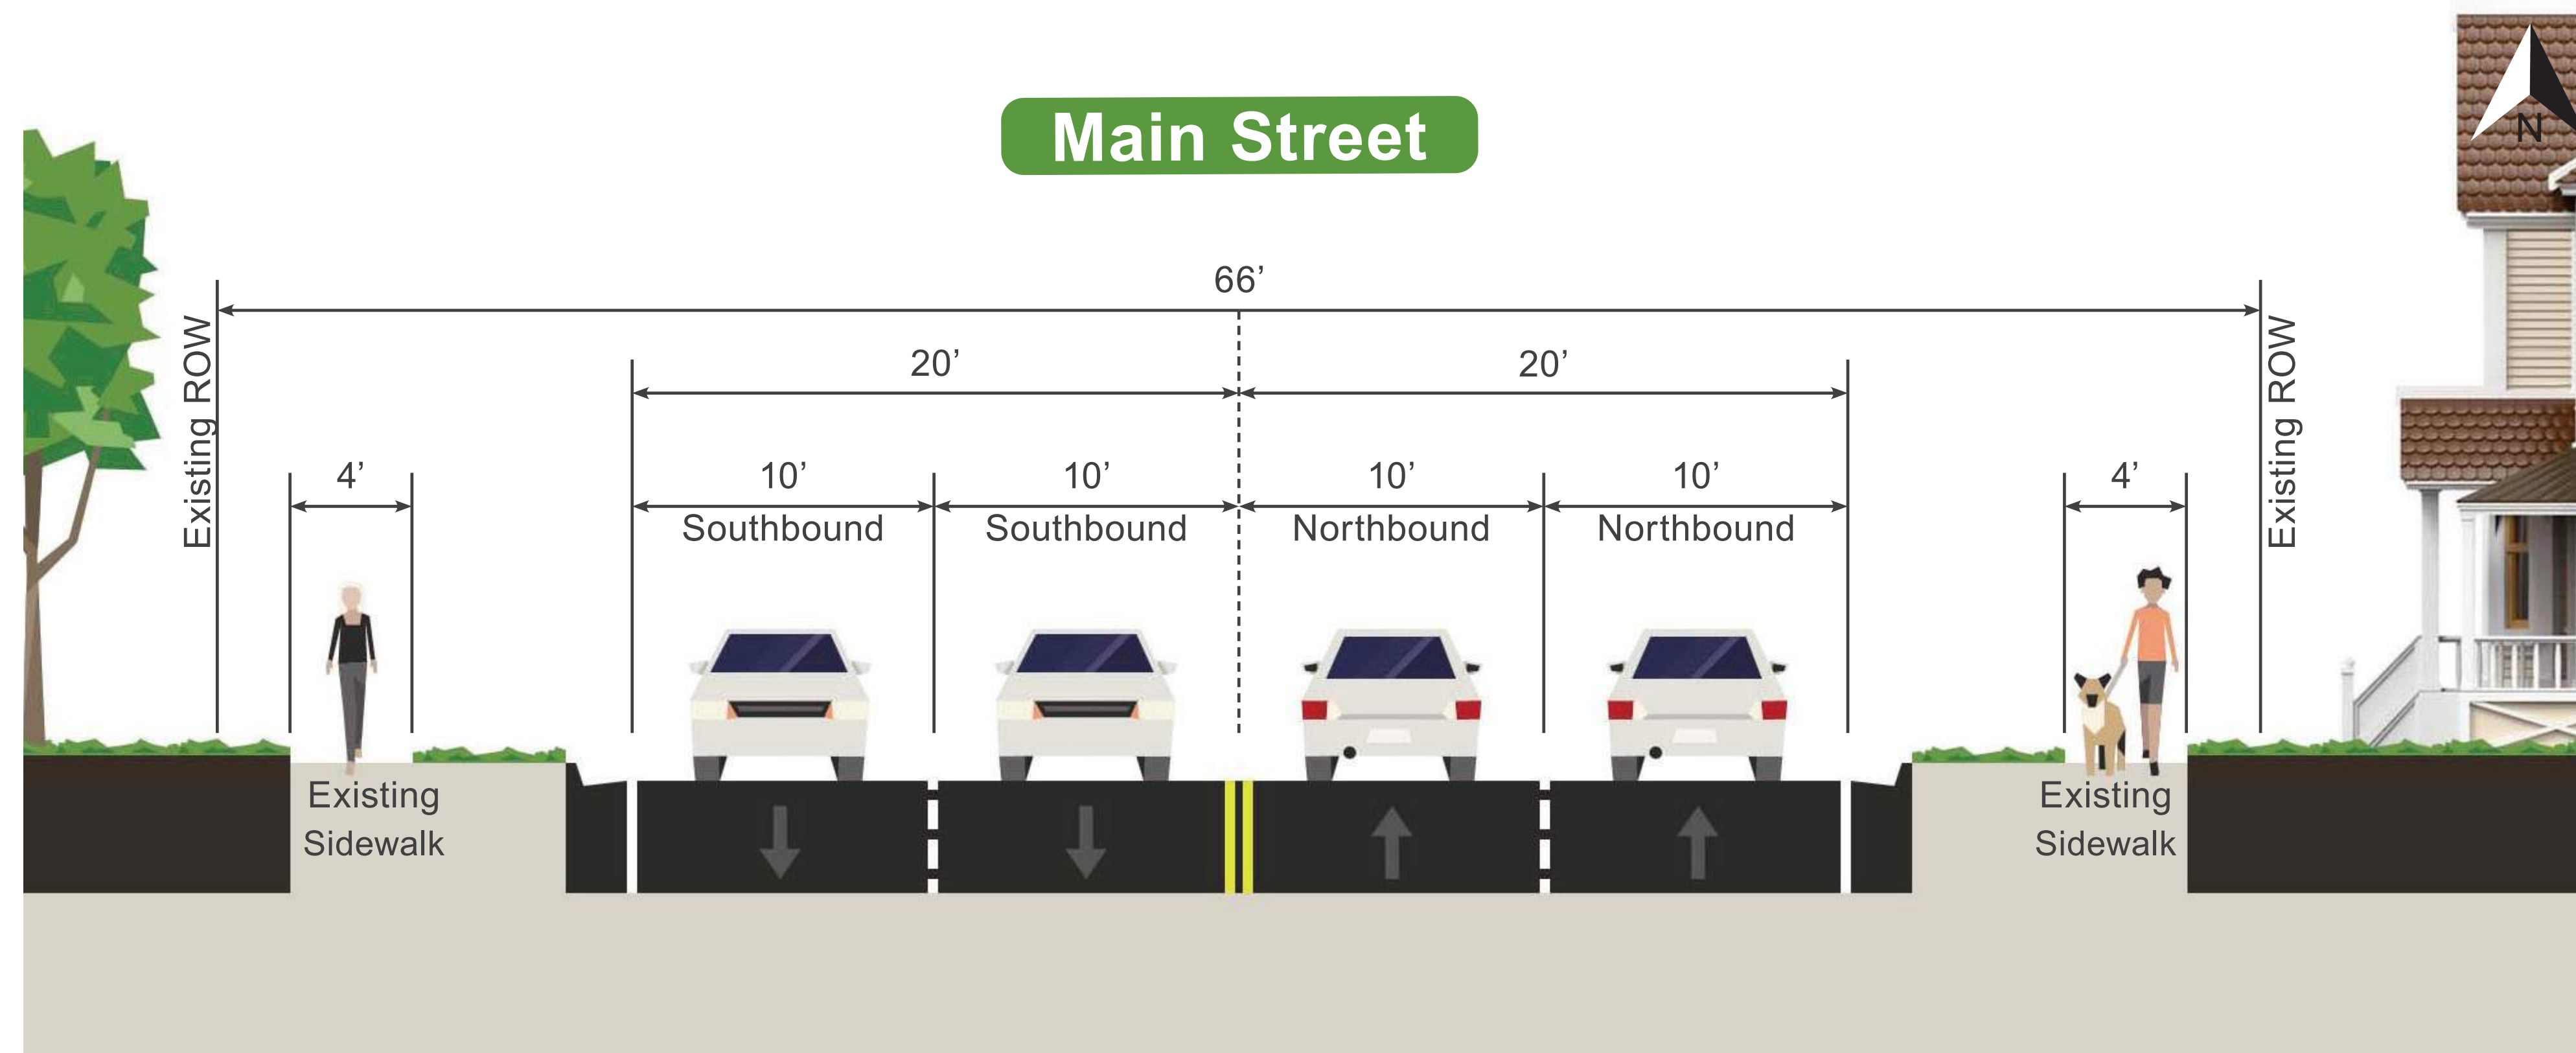 Main Street
N
66’
20’
20’
Existing ROW
Existing ROW
4’
10’
10’
10’
10’
4’
Southbound
Southbound
Northbound
Northbound
Existing
Sidewalk
Existing
Sidewalk